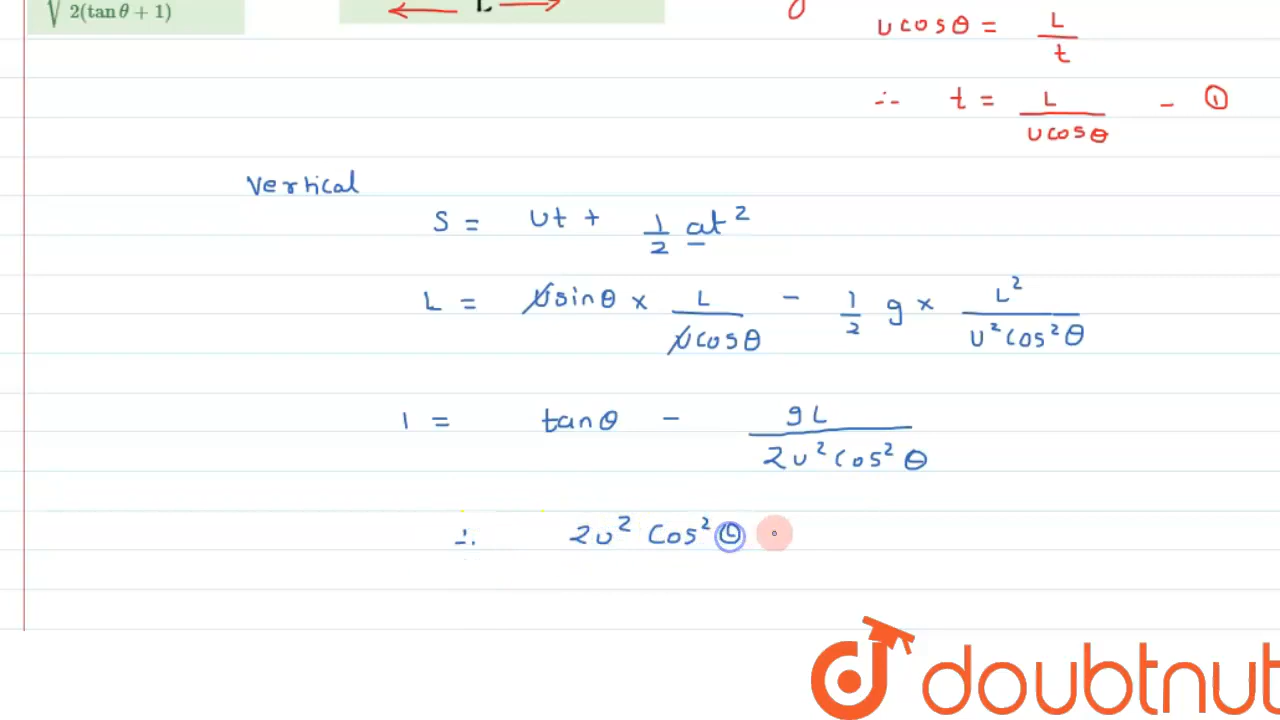 √2(tan θ + 1)
L
u cos θ = L/t
∴ t = L/(u cos θ) - ①
Vertical
S = ut + 1/2 at²
L = u sin θ × L/(u cos θ) - 1/2 g × L²/(u² cos² θ)
1 = tan θ - gL/(2u² cos² θ)
∴ 2u² cos² θ
doubtnut